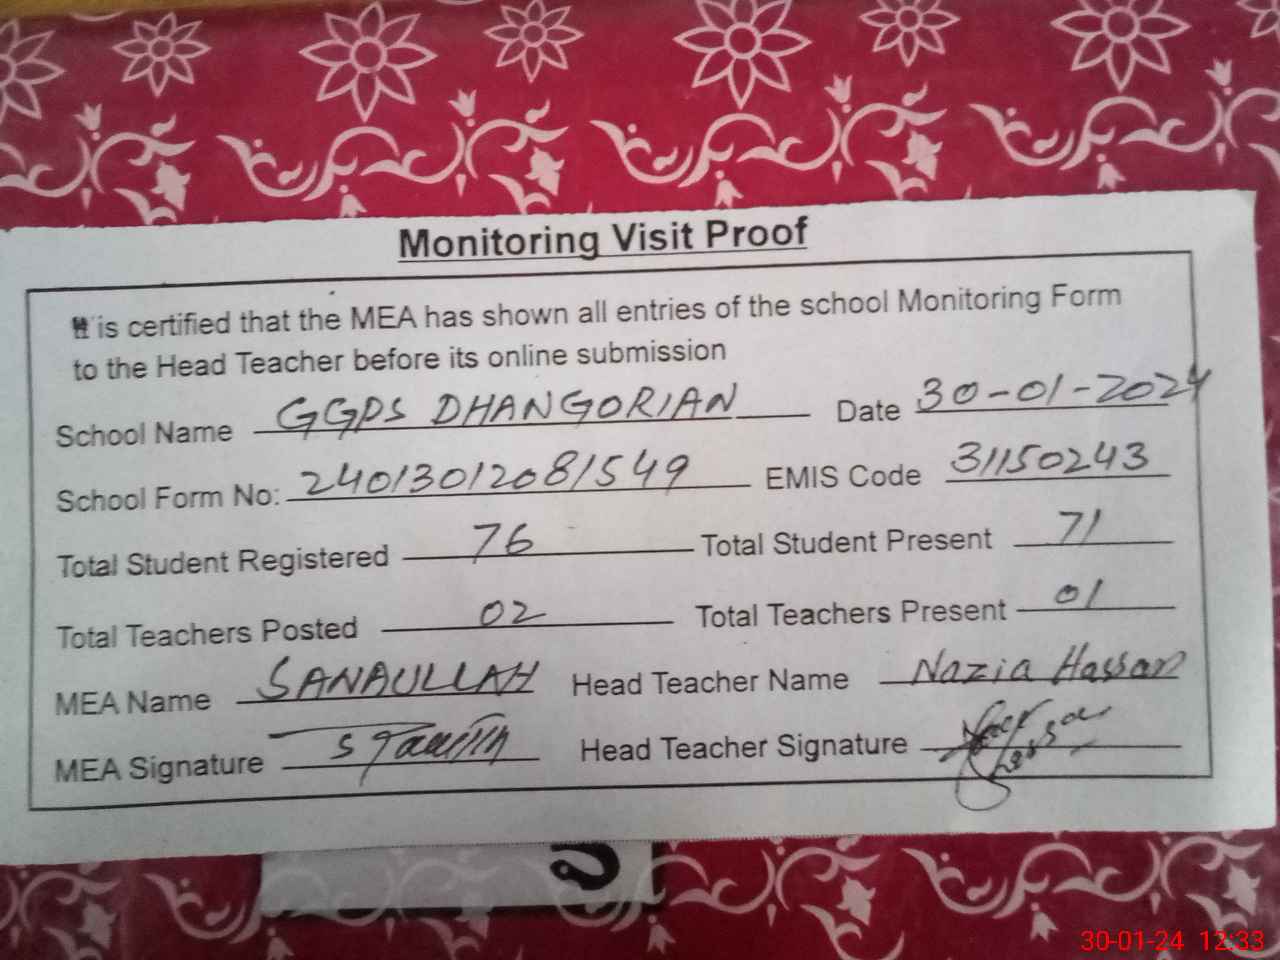 Monitoring Visit Proof
It is certified that the MEA has shown all entries of the school Monitoring Form
to the Head Teacher before its online submission
School Name GGPS DHANGORIAN Date 30-01-2024
School Form No: 24013012081549 EMIS Code 31150243
Total Student Registered 76 Total Student Present 71
Total Teachers Posted 02 Total Teachers Present 01
MEA Name SANAULLAH Head Teacher Name Nazia Hassan
MEA Signature Head Teacher Signature
30-01-24 12:33